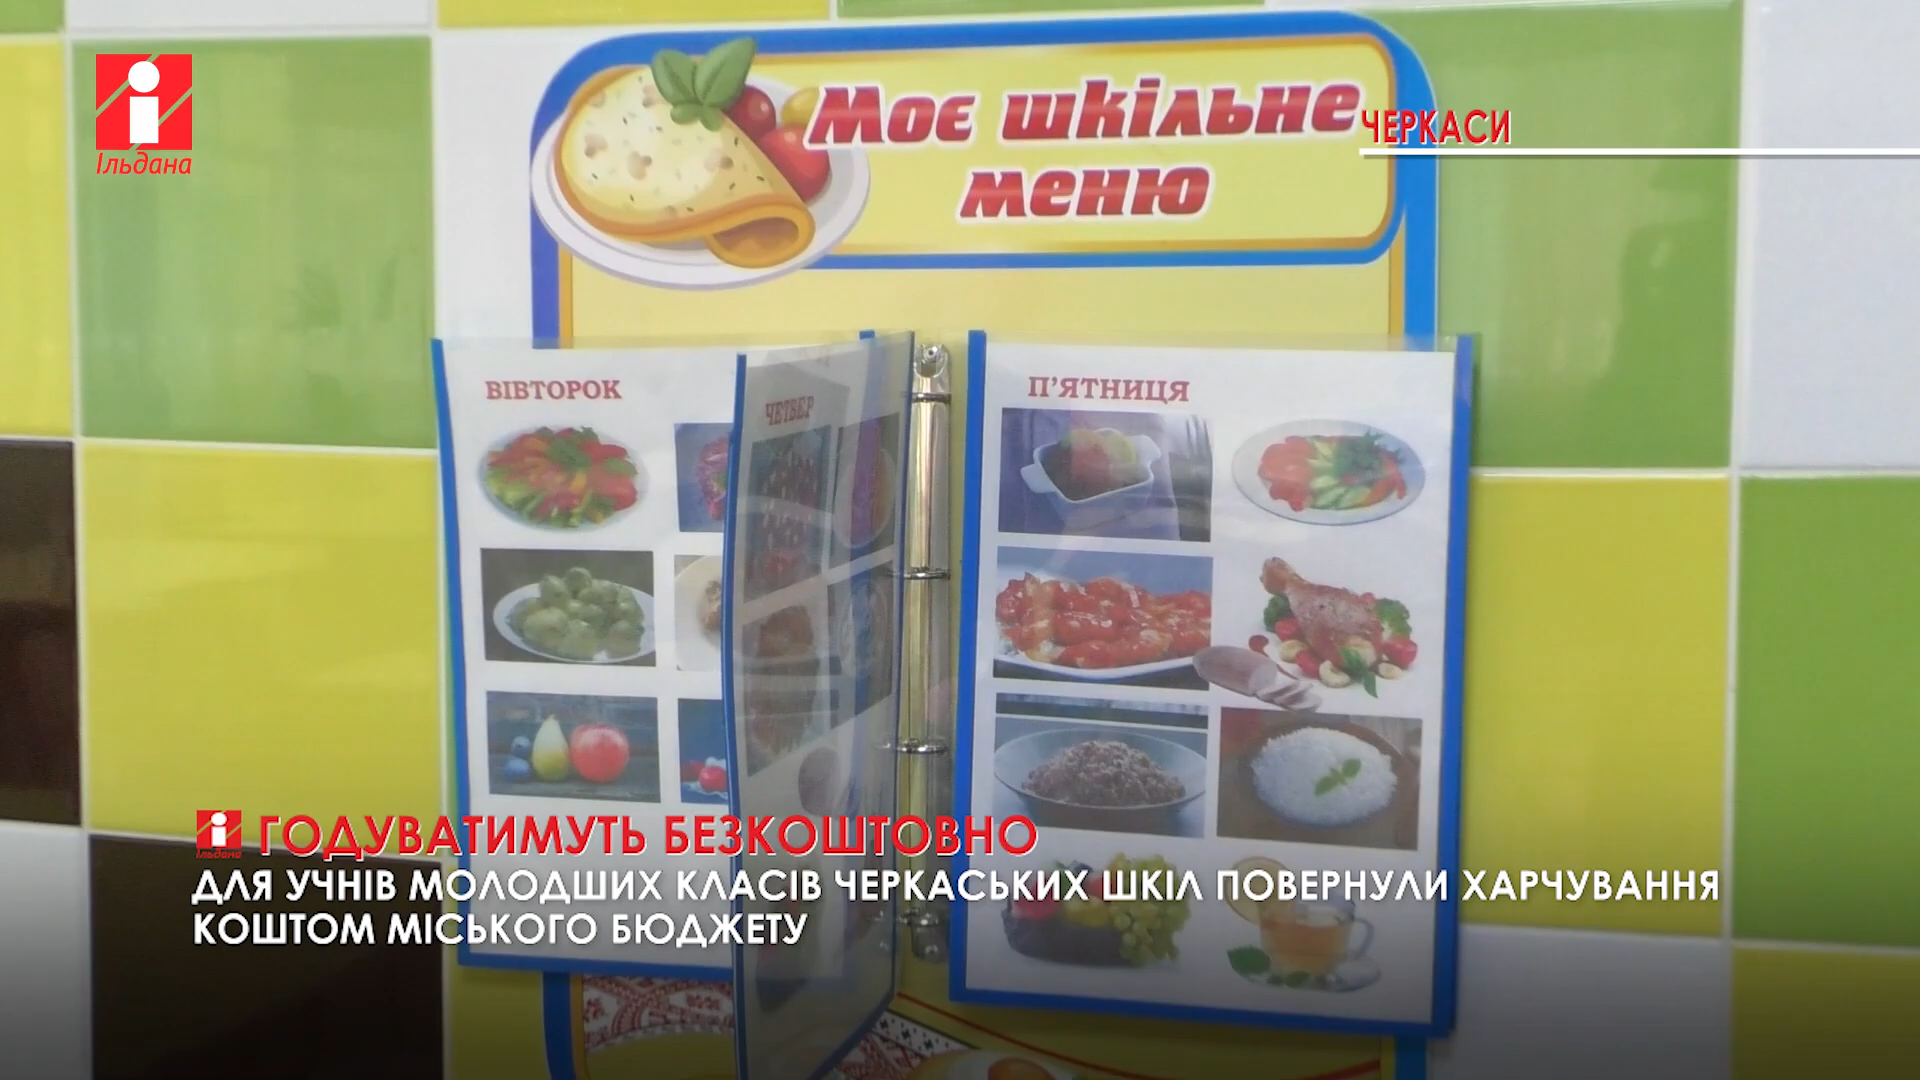 Ільдана
Моє шкільне
меню
ЧЕРКАСИ
ВІВТОРОК
ЧЕТВЕР
П'ЯТНИЦЯ
Ільдана
ГОДУВАТИМУТЬ БЕЗКОШТОВНО
ДЛЯ УЧНІВ МОЛОДШИХ КЛАСІВ ЧЕРКАСЬКИХ ШКІЛ ПОВЕРНУЛИ ХАРЧУВАННЯ
КОШТОМ МІСЬКОГО БЮДЖЕТУ